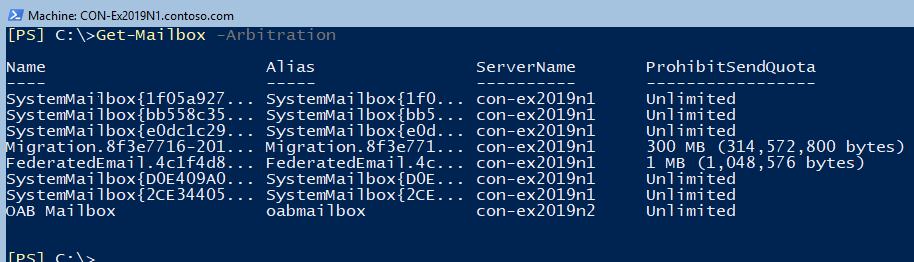 Machine: CON-Ex2019N1.contoso.com
[PS] C:\>Get-Mailbox -Arbitration
Name Alias ServerName ProhibitSendQuota
---- ----- ---------- -----------------
SystemMailbox{1f05a927... SystemMailbox{1f0... con-ex2019n1 Unlimited
SystemMailbox{bb558c35... SystemMailbox{bb5... con-ex2019n1 Unlimited
SystemMailbox{e0dc1c29... SystemMailbox{e0d... con-ex2019n1 Unlimited
Migration.8f3e7716-201... Migration.8f3e771... con-ex2019n1 300 MB (314,572,800 bytes)
FederatedEmail.4c1f4d8... FederatedEmail.4c... con-ex2019n1 1 MB (1,048,576 bytes)
SystemMailbox{D0E409A0... SystemMailbox{D0E... con-ex2019n1 Unlimited
SystemMailbox{2CE34405... SystemMailbox{2CE... con-ex2019n1 Unlimited
OAB Mailbox oabmailbox con-ex2019n2 Unlimited
[PS] C:\>